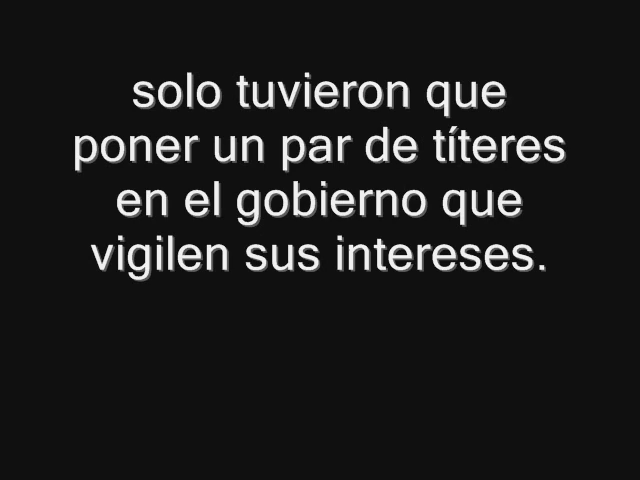 solo tuvieron que
poner un par de títeres
en el gobierno que
vigilen sus intereses.